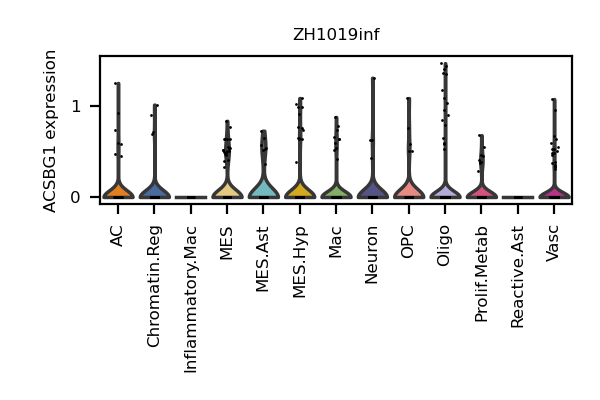 ZH1019inf
ACSBG1 expression
1
0
AC
Chromatin.Reg
Inflammatory.Mac
MES
MES.Ast
MES.Hyp
Mac
Neuron
OPC
Oligo
Prolif.Metab
Reactive.Ast
Vasc